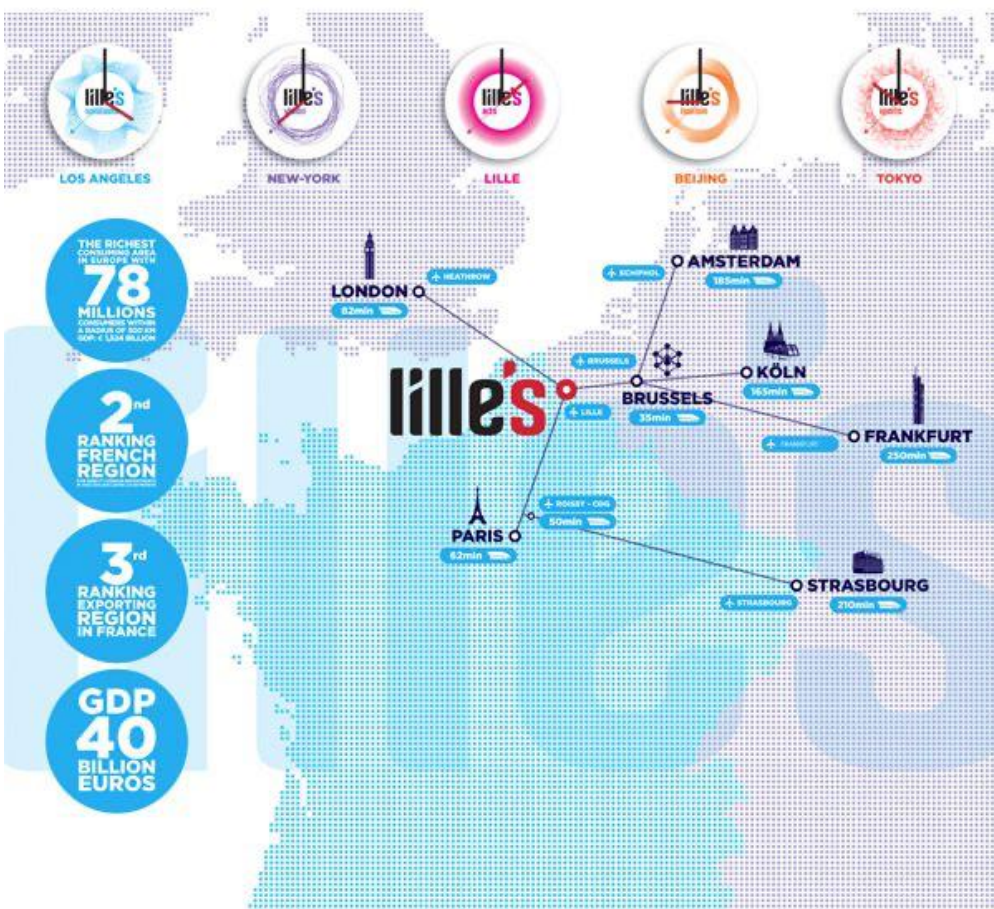 lille's
lille's
lille's
lille's
lille's
LOS ANGELES
NEW-YORK
LILLE
BEIJING
TOKYO
THE RICHEST
CONSUMING AREA
IN EUROPE WITH
78
MILLIONS
CONSUMERS WITHIN
A RADIUS OF 300 KM
2nd
RANKING
FRENCH
REGION
3rd
RANKING
EXPORTING
REGION
IN FRANCE
GDP
40
BILLION
EUROS
HEATHROW
LONDON
82min
SCHIPHOL
AMSTERDAM
185min
BRUSSELS
BRUSSELS
35min
KÖLN
165min
lille's
LILLE
FRANKFURT
FRANKFURT
250min
PARIS
62min
ROISSY - CDG
50min
STRASBOURG
STRASBOURG
210min
lille's